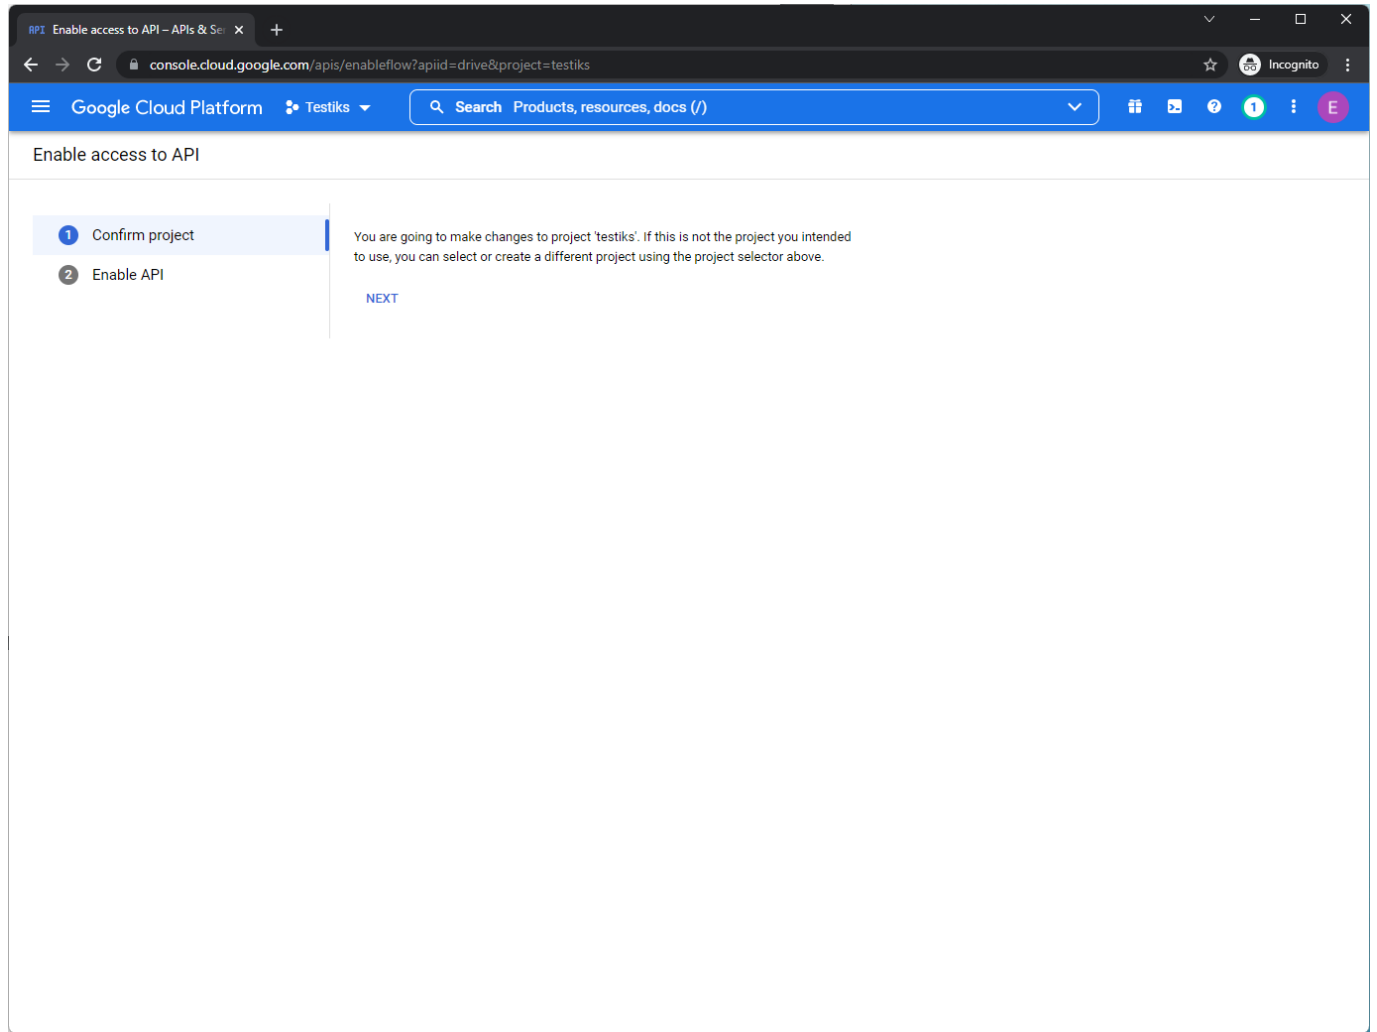 API Enable access to API – APIs & Se
console.cloud.google.com/apis/enableflow?apiid=drive&project=testiks
Incognito
Google Cloud Platform
Testiks
Search Products, resources, docs (/)
1
E
Enable access to API
1 Confirm project
2 Enable API
You are going to make changes to project 'testiks'. If this is not the project you intended
to use, you can select or create a different project using the project selector above.
NEXT